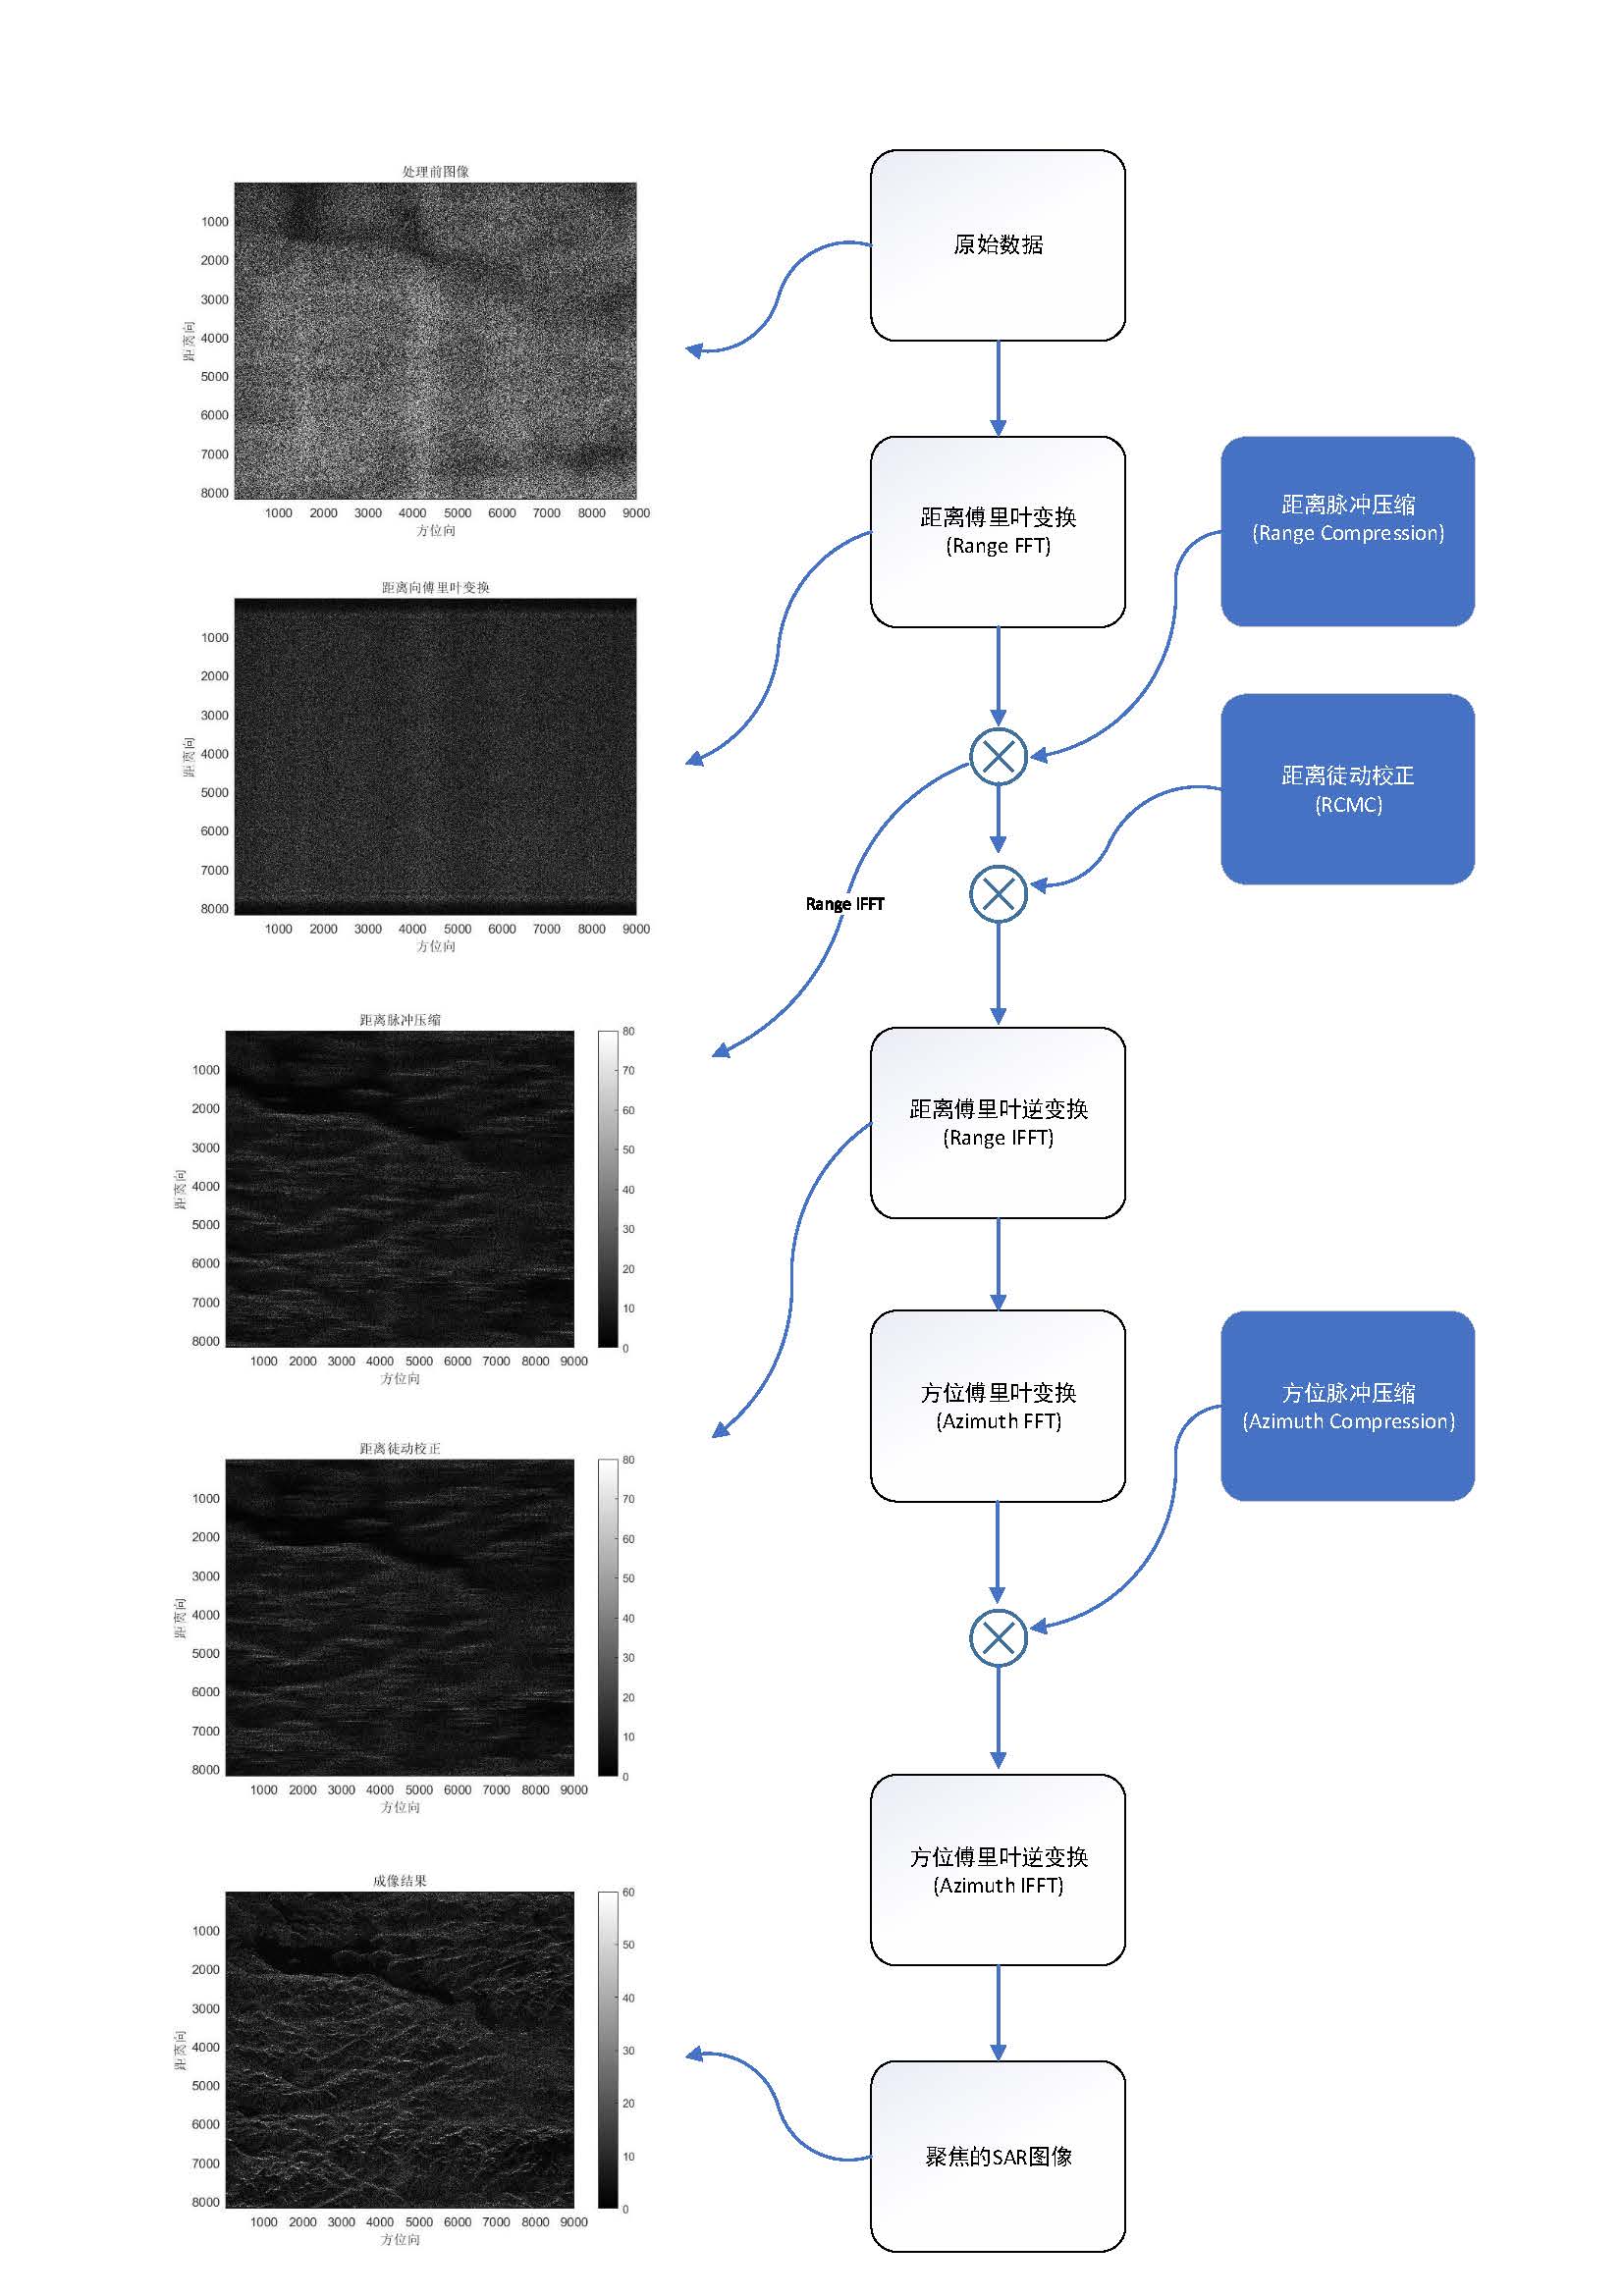 处理前图像
距离向
1000
2000
3000
4000
5000
6000
7000
8000
1000 2000 3000 4000 5000 6000 7000 8000 9000
方位向
距离向傅里叶变换
距离向
1000
2000
3000
4000
5000
6000
7000
8000
1000 2000 3000 4000 5000 6000 7000 8000 9000
方位向
距离脉冲压缩
距离向
1000
2000
3000
4000
5000
6000
7000
8000
1000 2000 3000 4000 5000 6000 7000 8000 9000
方位向
80
70
60
50
40
30
20
10
0
距离徒动校正
距离向
1000
2000
3000
4000
5000
6000
7000
8000
1000 2000 3000 4000 5000 6000 7000 8000 9000
方位向
80
70
60
50
40
30
20
10
0
成像结果
距离向
1000
2000
3000
4000
5000
6000
7000
8000
1000 2000 3000 4000 5000 6000 7000 8000 9000
方位向
60
50
40
30
20
10
0
原始数据
距离傅里叶变换
(Range FFT)
距离脉冲压缩
(Range Compression)
距离徒动校正
(RCMC)
Range IFFT
距离傅里叶逆变换
(Range IFFT)
方位傅里叶变换
(Azimuth FFT)
方位脉冲压缩
(Azimuth Compression)
方位傅里叶逆变换
(Azimuth IFFT)
聚焦的SAR图像